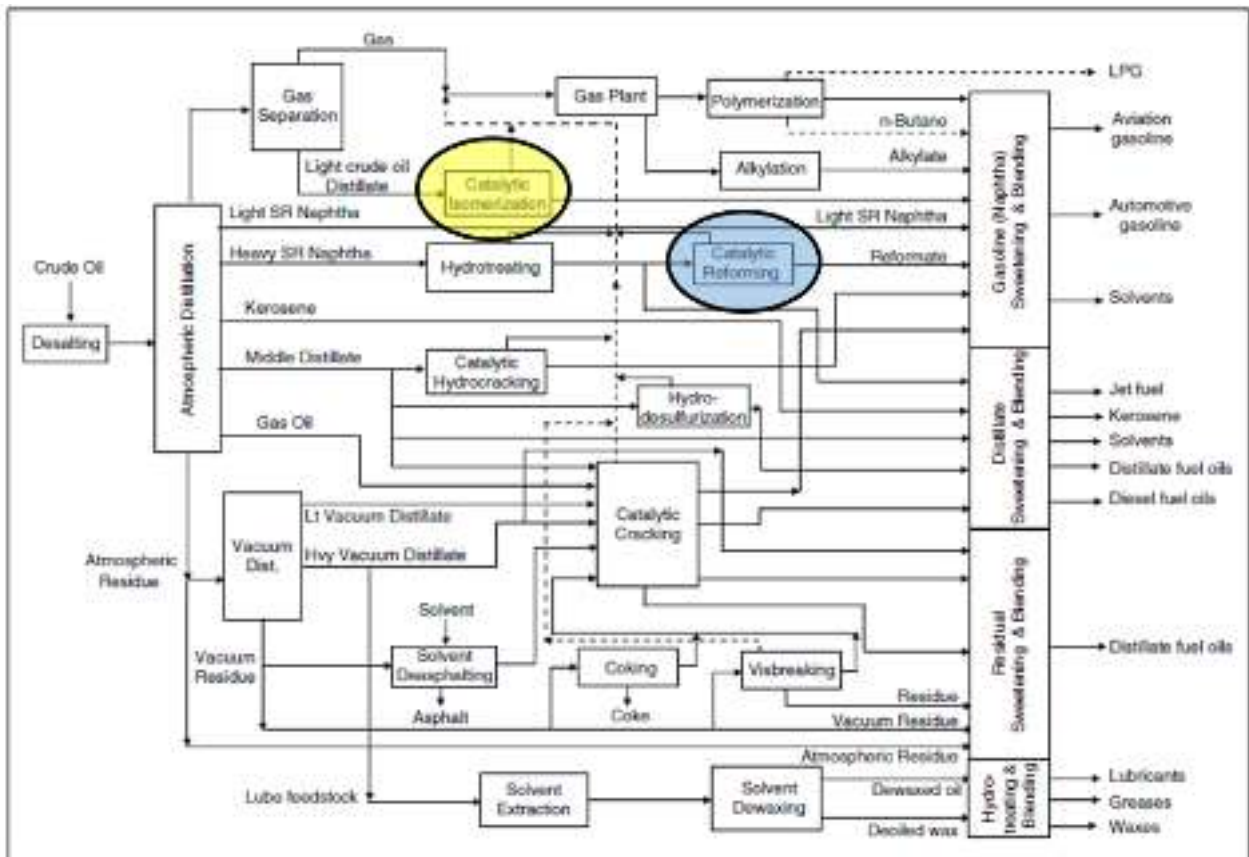 Gas
LPG
Gas
Separation
Gas Plant
Polymerization
n-Butane
Aviation
gasoline
Light crude oil
Distillate
Catalytic
Isomerization
Alkylation
Alkylate
Light SR Naphtha
Light SR Naphtha
Automotive
gasoline
Heavy SR Naphtha
Hydrotreating
Catalytic
Reforming
Reformate
Gasoline (Naphtha)
Sweetening & Blending
Crude Oil
Desalting
Atmospheric Distillation
Kerosene
Solvents
Middle Distillate
Catalytic
Hydrocracking
Hydro-
desulfurization
Gas Oil
Distillate
Sweetening & Blending
Jet fuel
Kerosene
Solvents
Distillate fuel oils
Diesel fuel oils
Lt Vacuum Distillate
Vacuum
Dist.
Hvy Vacuum Distillate
Catalytic
Cracking
Atmospheric
Residue
Solvent
Vacuum
Residue
Solvent
Deasphalting
Asphalt
Coking
Coke
Visbreaking
Residue
Vacuum Residue
Residual
Sweetening & Blending
Distillate fuel oils
Atmospheric Residue
Lube feedstock
Solvent
Extraction
Solvent
Dewaxing
Dewaxed oil
Deoiled wax
Hydro-
treating &
Blending
Lubricants
Greases
Waxes